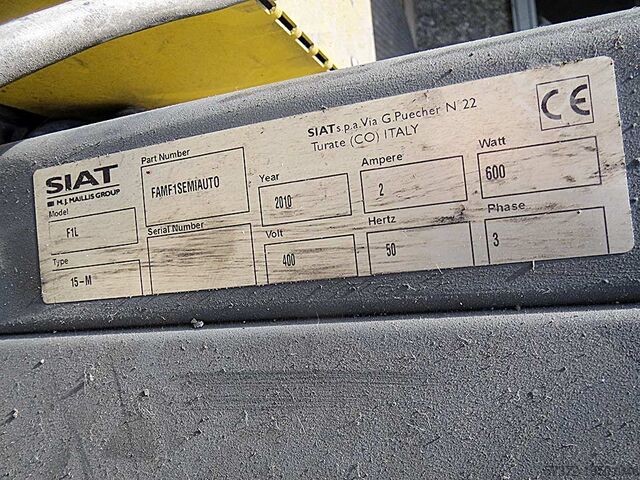 SIAT
M.J. MAILLIS GROUP
SIAT s.p.a. Via G.Puecher N 22
Turate (CO) ITALY
CE
Model
F1L
Type
15-M
Part Number
FAMF1SEMIAUTO
Serial Number
Year
2010
Volt
400
Ampere
2
Hertz
50
Watt
600
Phase
3